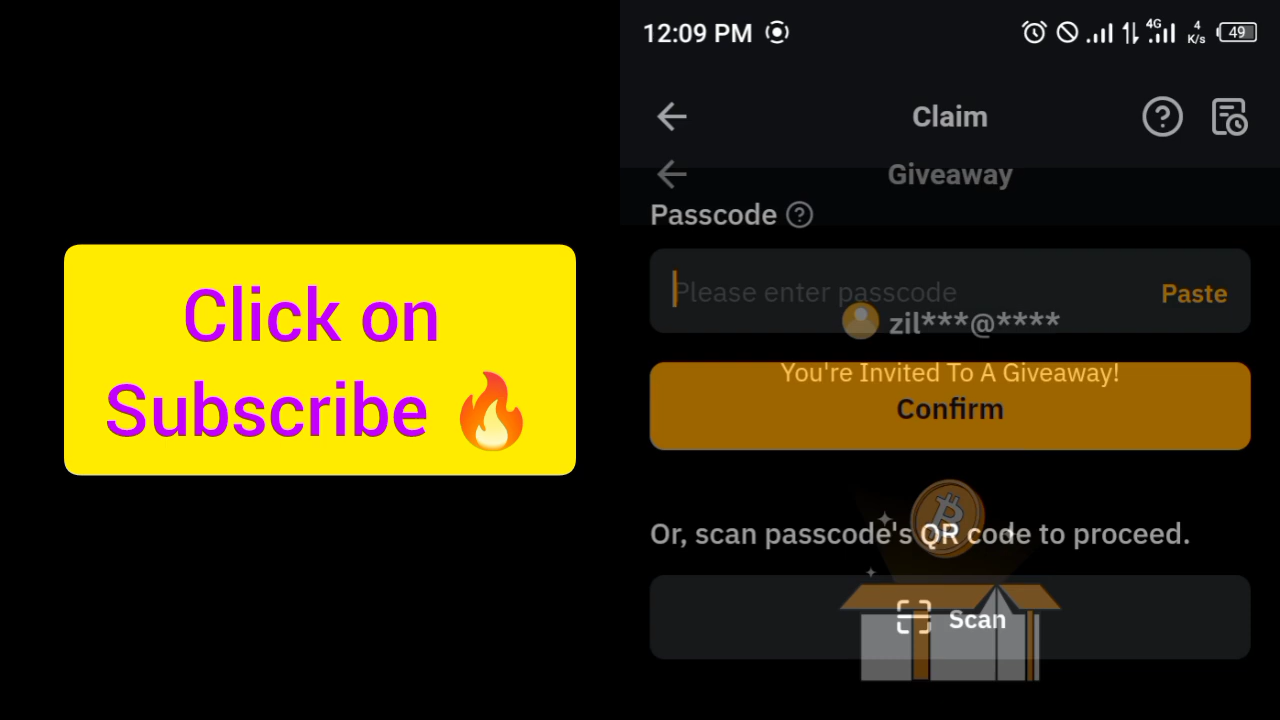 Click on
Subscribe 🔥
12:09 PM
4G
4
K/s
49
Claim
Giveaway
Passcode
Please enter passcode
Paste
zil***@****
You're Invited To A Giveaway!
Confirm
Or, scan passcode's QR code to proceed.
Scan